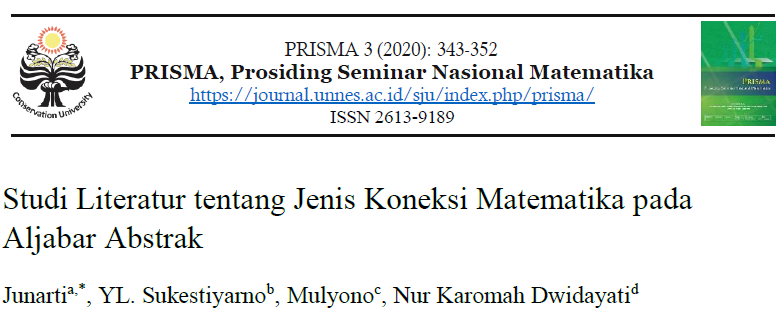 PRISMA 3 (2020): 343-352
PRISMA, Prosiding Seminar Nasional Matematika
https://journal.unnes.ac.id/sju/index.php/prisma/
ISSN 2613-9189
Conservation University
PRISMA
Studi Literatur tentang Jenis Koneksi Matematika pada
Aljabar Abstrak
Junartiᵃ,*, YL. Sukestiyarnoᵇ, Mulyonoᶜ, Nur Karomah Dwidayatiᵈ